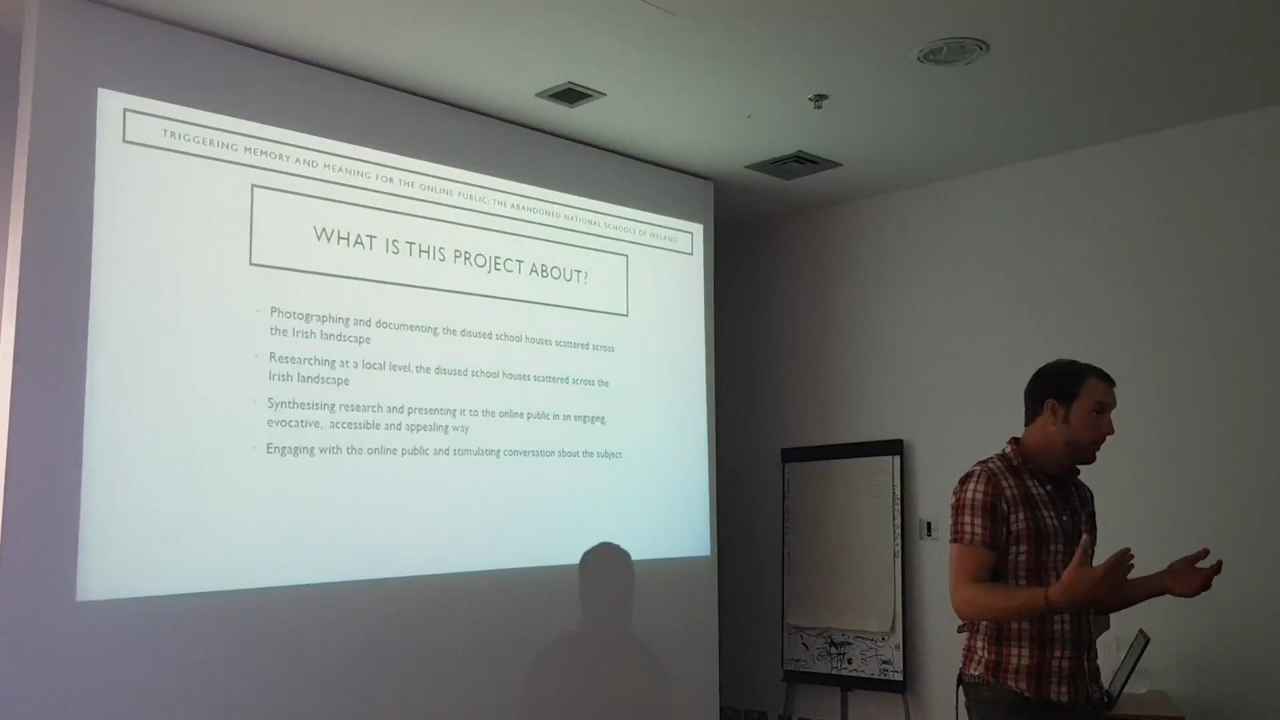 TRIGGERING MEMORY AND MEANING FOR THE ONLINE PUBLIC; THE ABANDONED NATIONAL SCHOOLS OF IRELAND
WHAT IS THIS PROJECT ABOUT?
Photographing and documenting, the disused school houses scattered across
the Irish landscape
Researching at a local level, the disused school houses scattered across the
Irish landscape
Synthesising research and presenting it to the online public in an engaging,
evocative, accessible and appealing way
Engaging with the online public and stimulating conversation about the subject